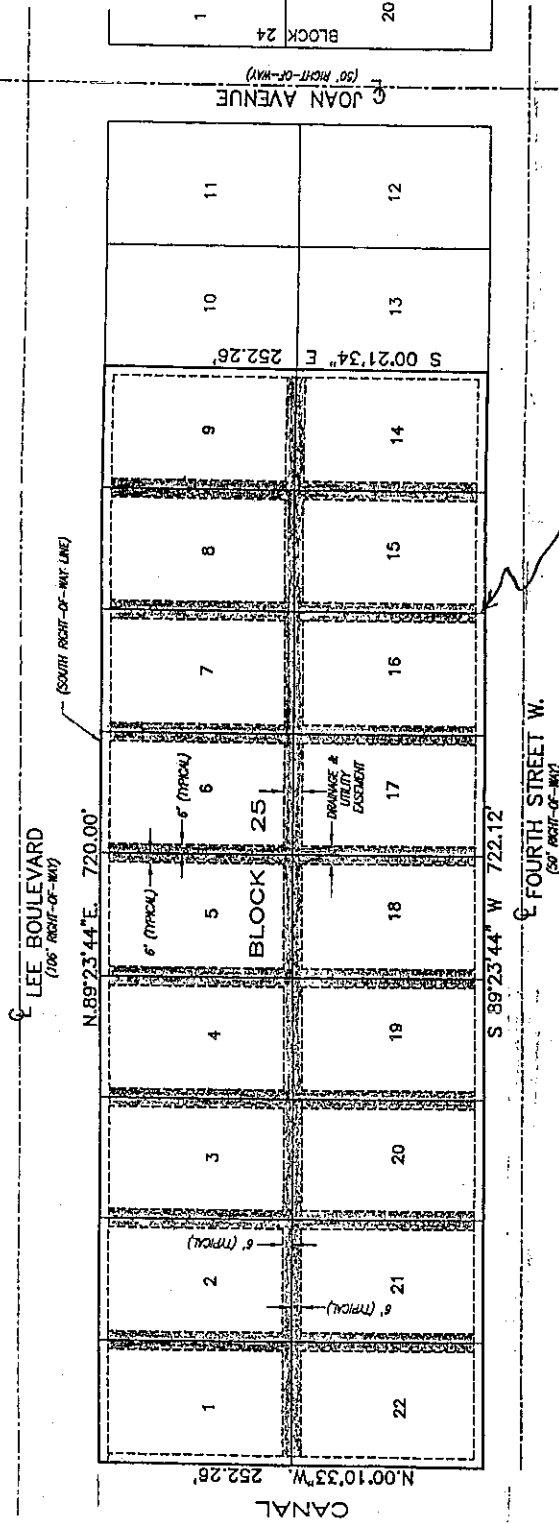 ℄ LEE BOULEVARD
(106' RIGHT-OF-WAY)
N.89°23'44"E. 720.00'
(SOUTH RIGHT-OF-WAY LINE)
CANAL
N.00°10'33"W. 252.26'
1
2
3
4
5
6
7
8
9
10
11
6' (TYPICAL)
6' (TYPICAL)
6' (TYPICAL)
6' (TYPICAL)
BLOCK 25
DRAINAGE &
UTILITY
EASEMENT
22
21
20
19
18
17
16
15
14
13
12
S 00°21'34" E 252.26'
S 89°23'44" W 722.12'
℄ FOURTH STREET W.
(50' RIGHT-OF-WAY)
℄ JOAN AVENUE
(50' RIGHT-OF-WAY)
BLOCK 24
1
20